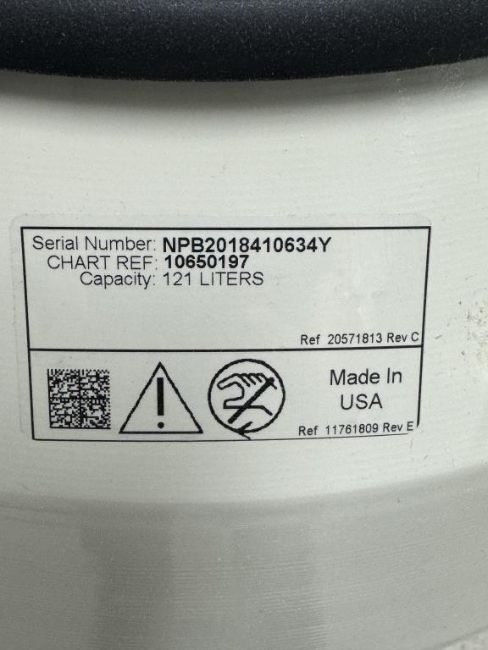 Serial Number: NPB2018410634Y
CHART REF: 10650197
Capacity: 121 LITERS
Ref 20571813 Rev C
Made In
USA
Ref 11761809 Rev E